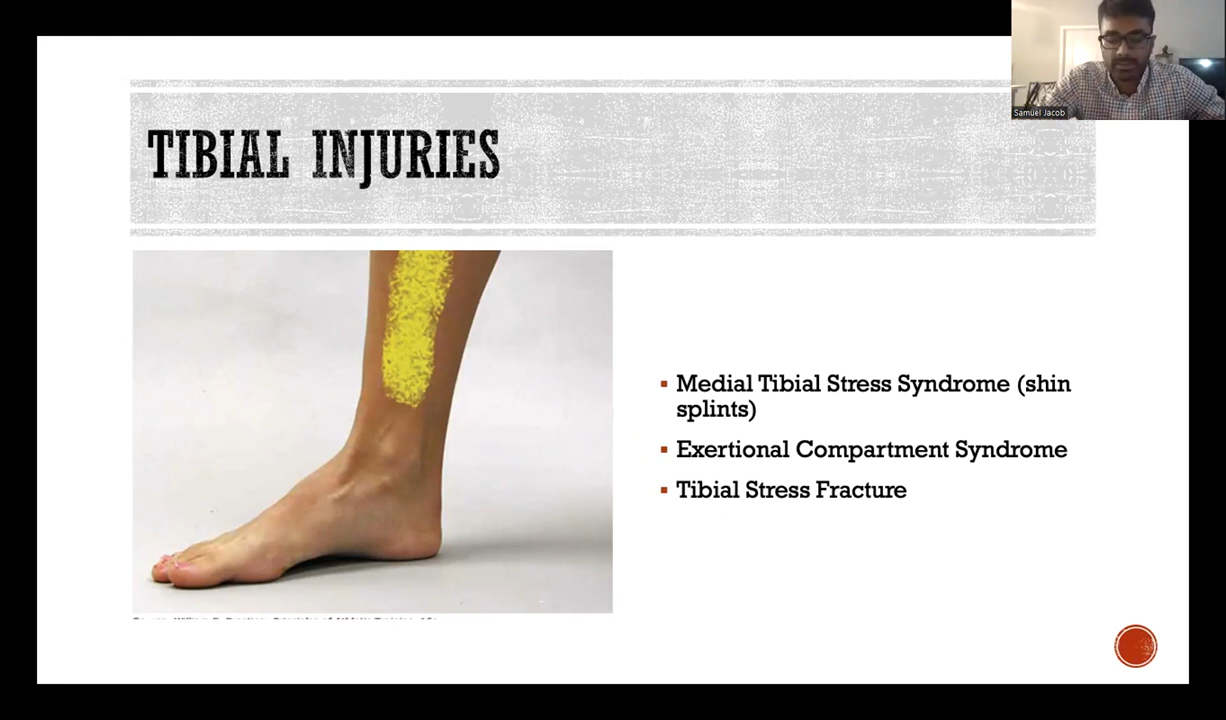 Samuel Jacob
TIBIAL INJURIES
▪ Medial Tibial Stress Syndrome (shin
splints)
▪ Exertional Compartment Syndrome
▪ Tibial Stress Fracture